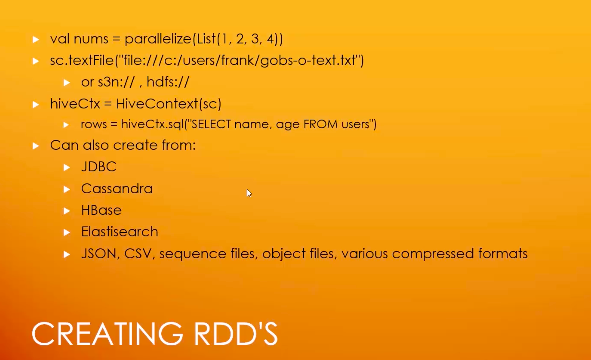 val nums = parallelize(List(1, 2, 3, 4))
sc.textFile("file:///c:/users/frank/gobs-o-text.txt")
or s3n:// , hdfs://
hiveCtx = HiveContext(sc)
rows = hiveCtx.sql("SELECT name, age FROM users")
Can also create from:
JDBC
Cassandra
HBase
Elastisearch
JSON, CSV, sequence files, object files, various compressed formats
CREATING RDD'S